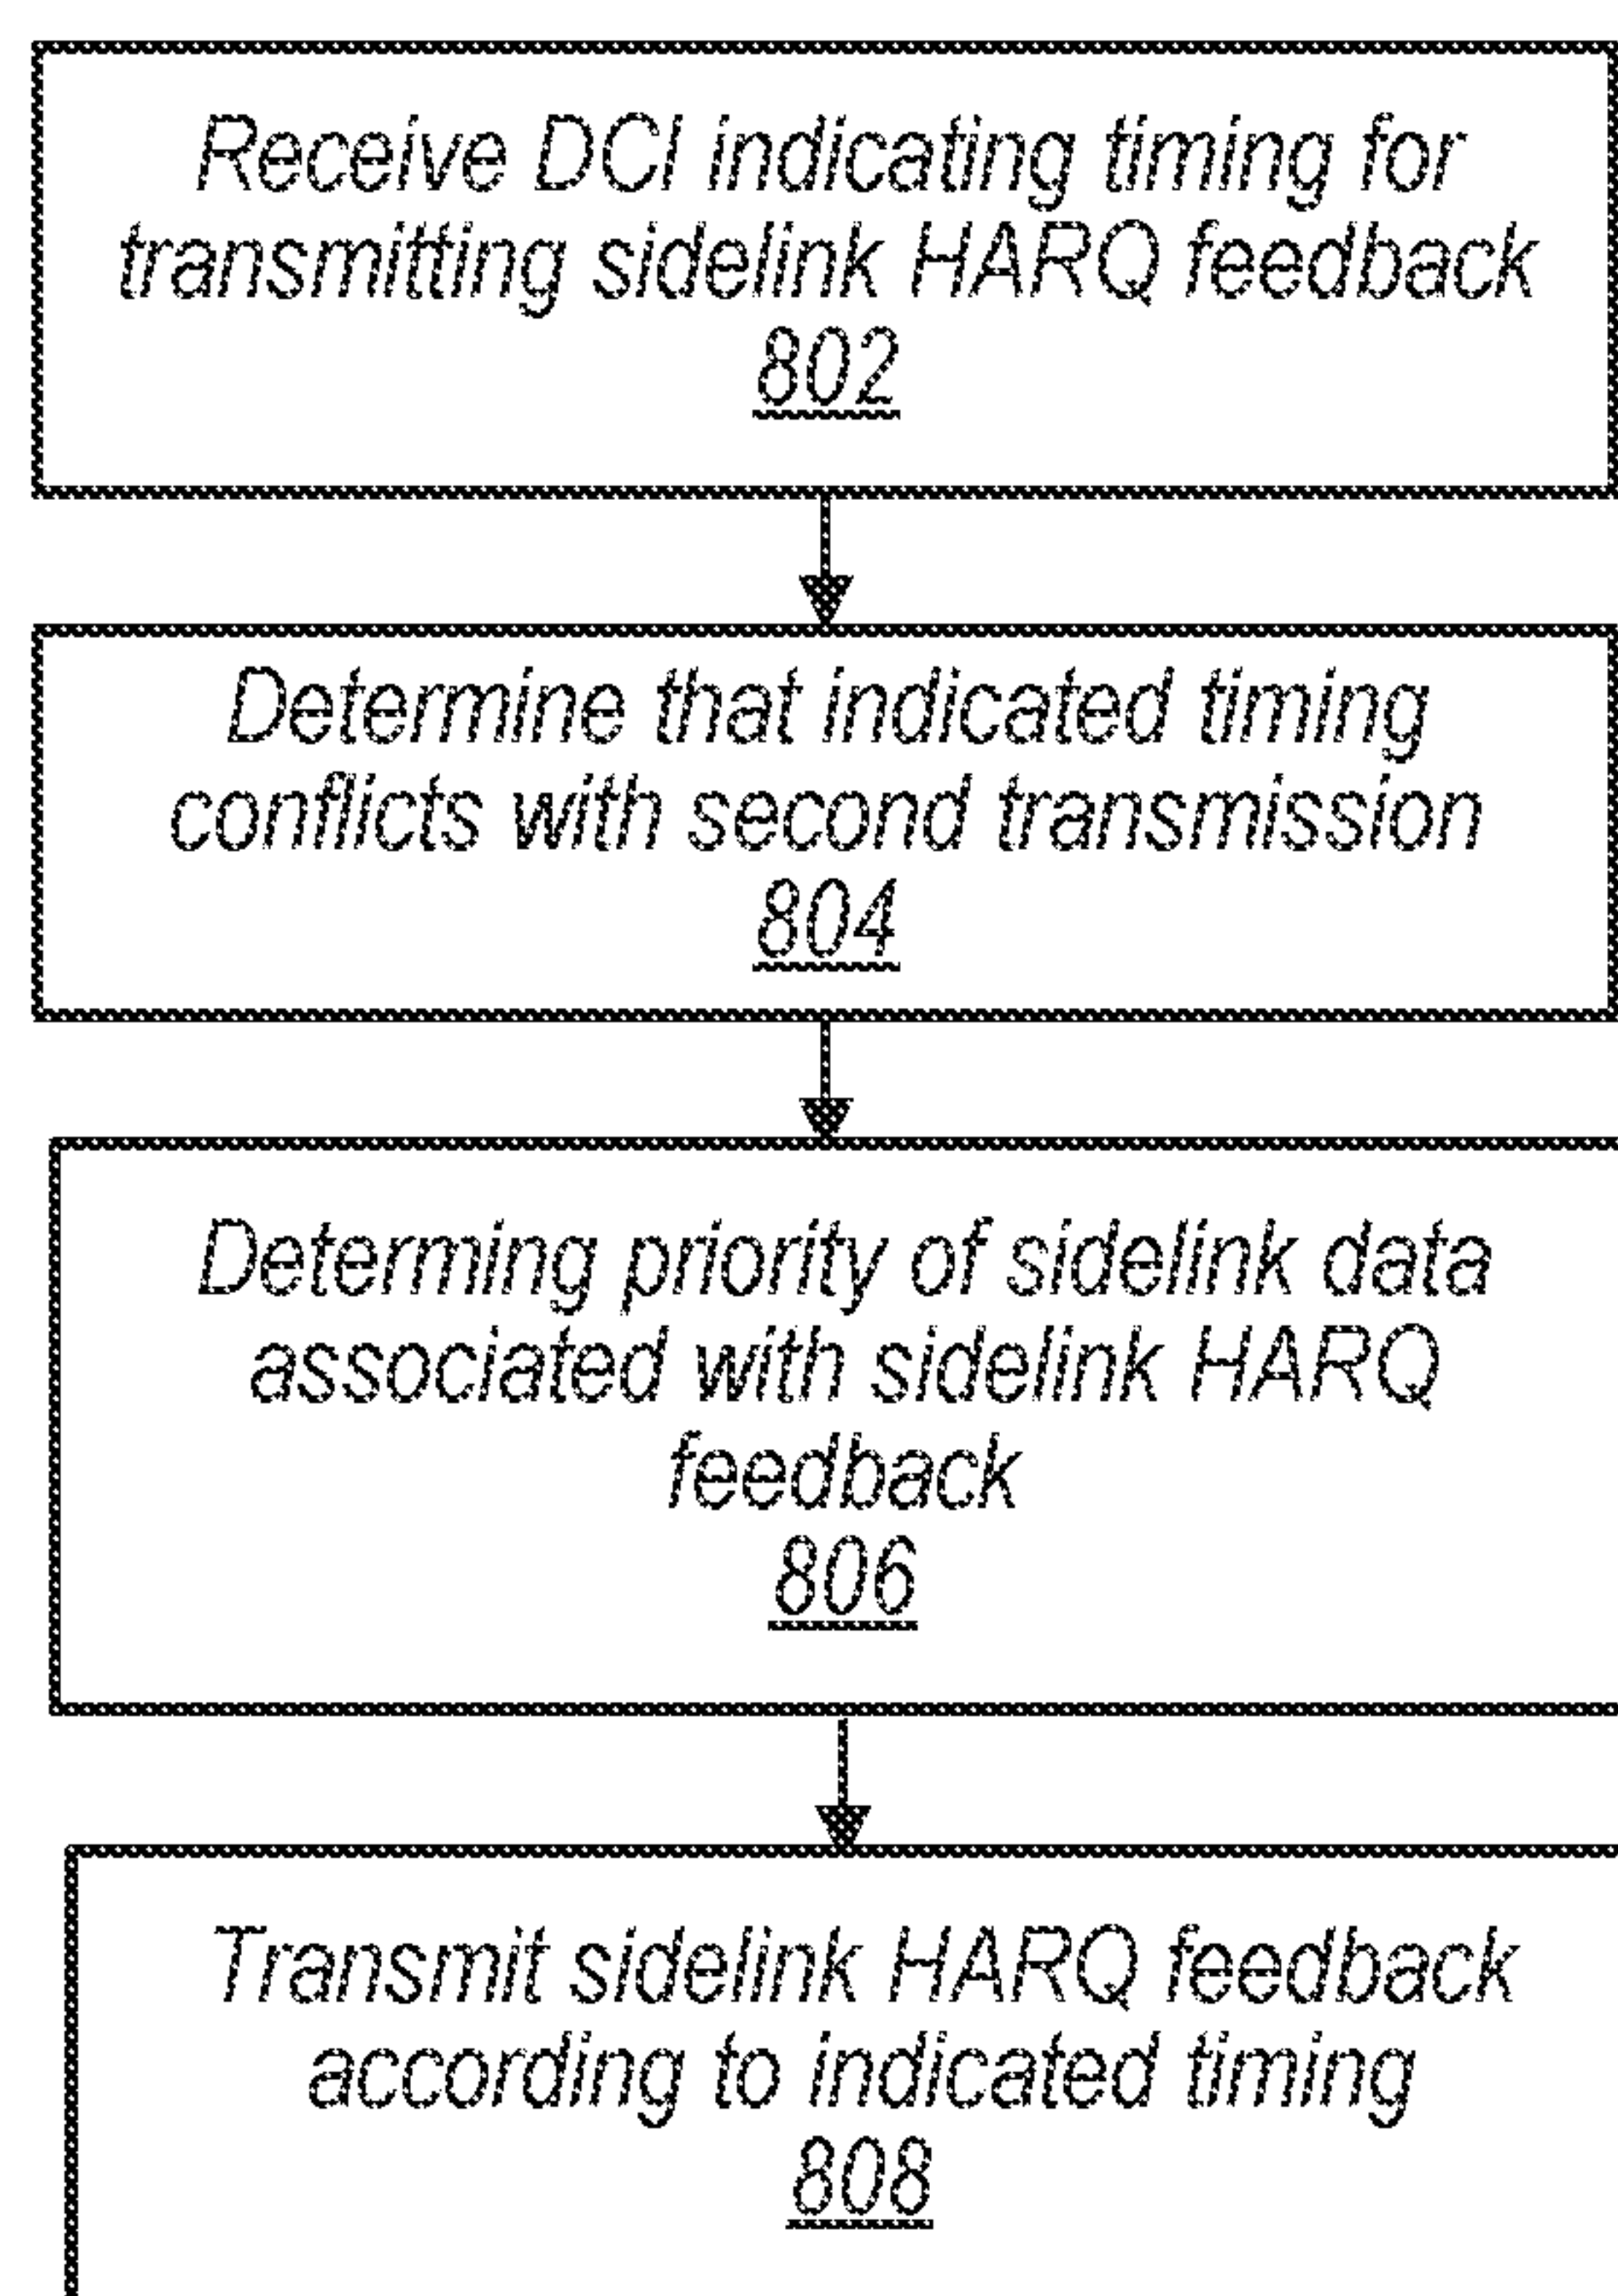 Receive DCI indicating timing for
transmitting sidelink HARQ feedback
802
Determine that indicated timing
conflicts with second transmission
804
Determing priority of sidelink data
associated with sidelink HARQ
feedback
806
Transmit sidelink HARQ feedback
according to indicated timing
808